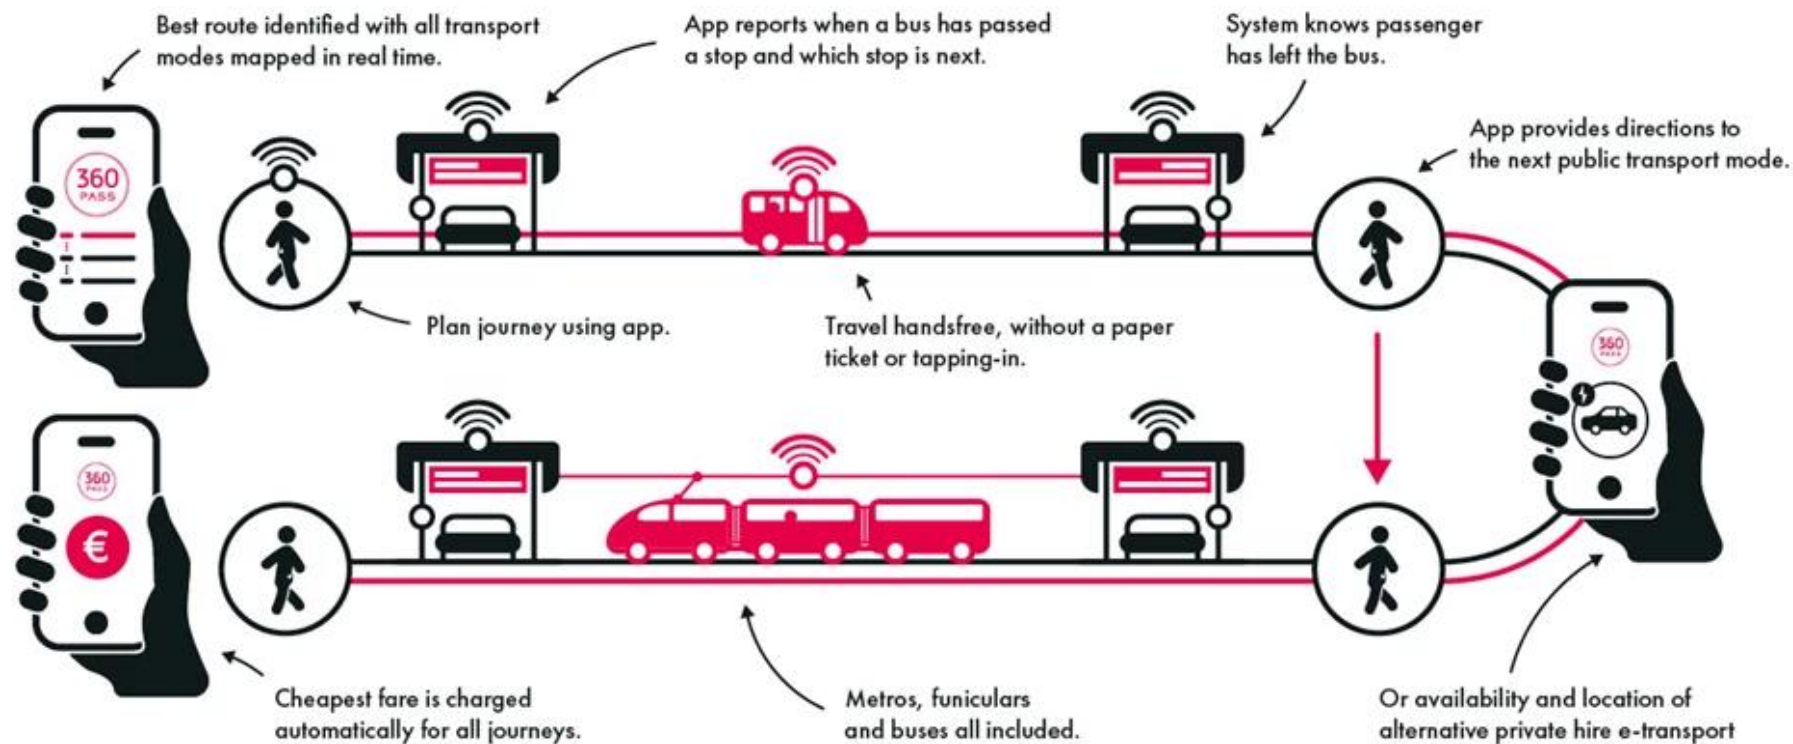 Best route identified with all transport
modes mapped in real time.
App reports when a bus has passed
a stop and which stop is next.
System knows passenger
has left the bus.
App provides directions to
the next public transport mode.
360
PASS
Plan journey using app.
Travel handsfree, without a paper
ticket or tapping-in.
360
PASS
360
PASS
€
Cheapest fare is charged
automatically for all journeys.
Metros, funiculars
and buses all included.
Or availability and location of
alternative private hire e-transport